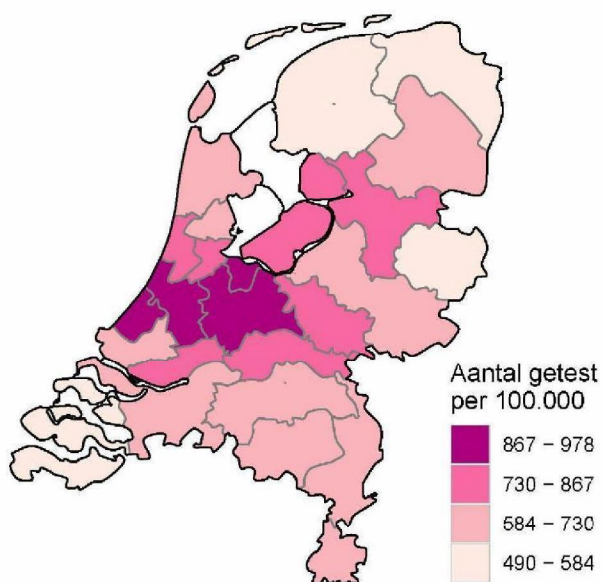 Aantal getest
per 100.000
867 – 978
730 – 867
584 – 730
490 – 584